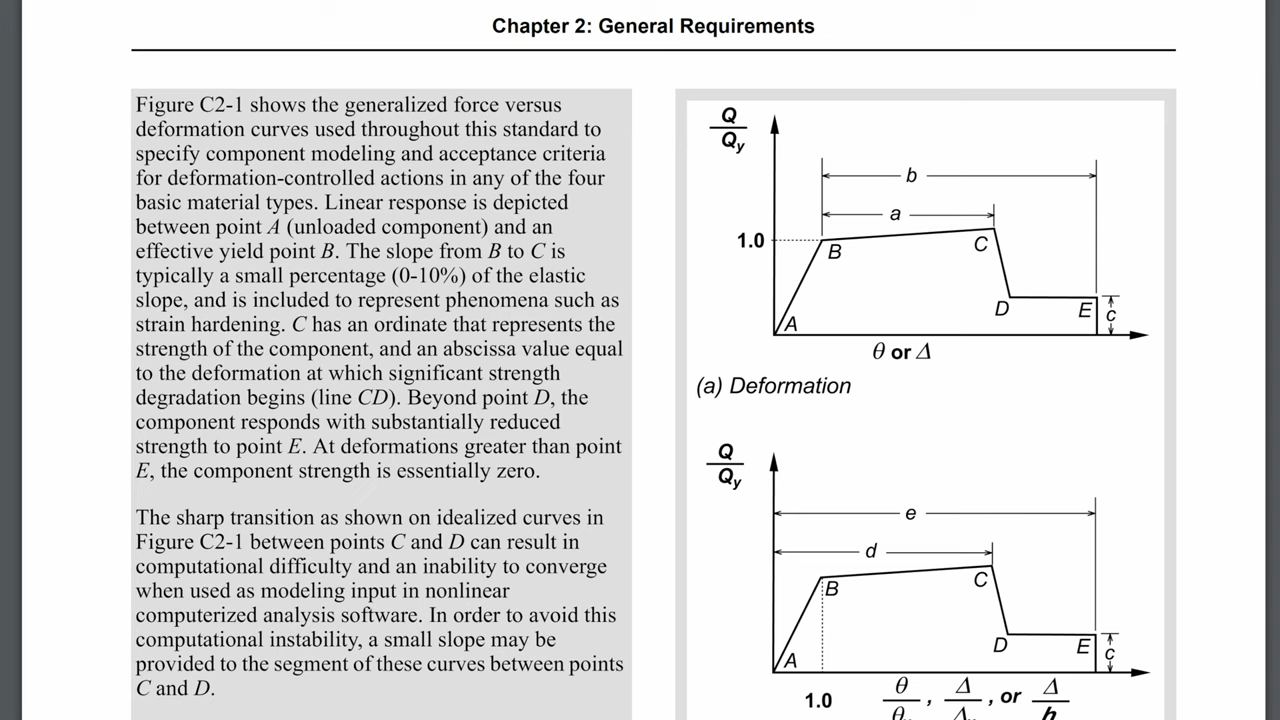 Chapter 2: General Requirements
Figure C2-1 shows the generalized force versus
deformation curves used throughout this standard to
specify component modeling and acceptance criteria
for deformation-controlled actions in any of the four
basic material types. Linear response is depicted
between point A (unloaded component) and an
effective yield point B. The slope from B to C is
typically a small percentage (0-10%) of the elastic
slope, and is included to represent phenomena such as
strain hardening. C has an ordinate that represents the
strength of the component, and an abscissa value equal
to the deformation at which significant strength
degradation begins (line CD). Beyond point D, the
component responds with substantially reduced
strength to point E. At deformations greater than point
E, the component strength is essentially zero.
The sharp transition as shown on idealized curves in
Figure C2-1 between points C and D can result in
computational difficulty and an inability to converge
when used as modeling input in nonlinear
computerized analysis software. In order to avoid this
computational instability, a small slope may be
provided to the segment of these curves between points
C and D.
Q
Qy
b
a
1.0
B
C
A
D
E
c
θ or Δ
(a) Deformation
Q
Qy
e
d
B
C
A
D
E
c
1.0
θ Δ Δ
, , or
h